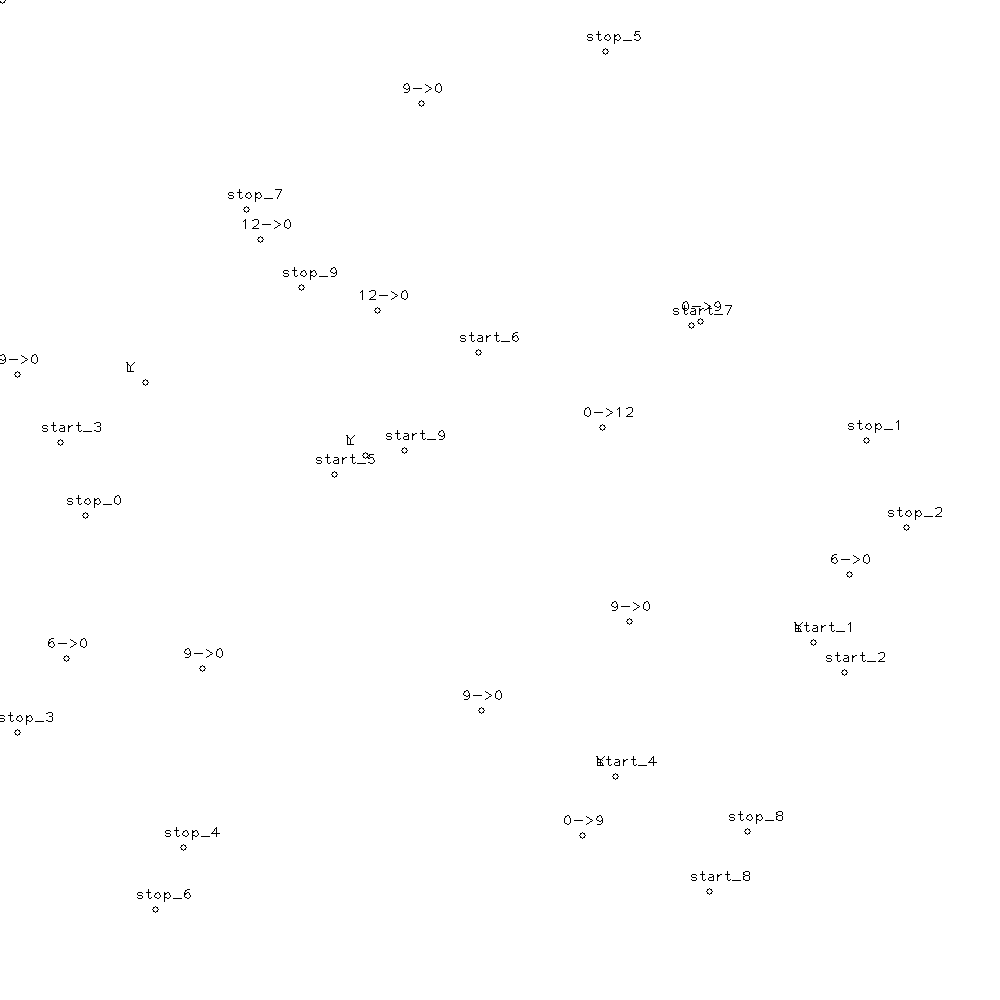 stop_5
9->0
stop_7
12->0
stop_9
12->0
0->9
start_7
start_6
9->0
0->12
stop_1
start_3
start_9
start_5
stop_0
stop_2
6->0
9->0
start_1
6->0
9->0
start_2
9->0
stop_3
start_4
0->9
stop_8
stop_4
start_8
stop_6